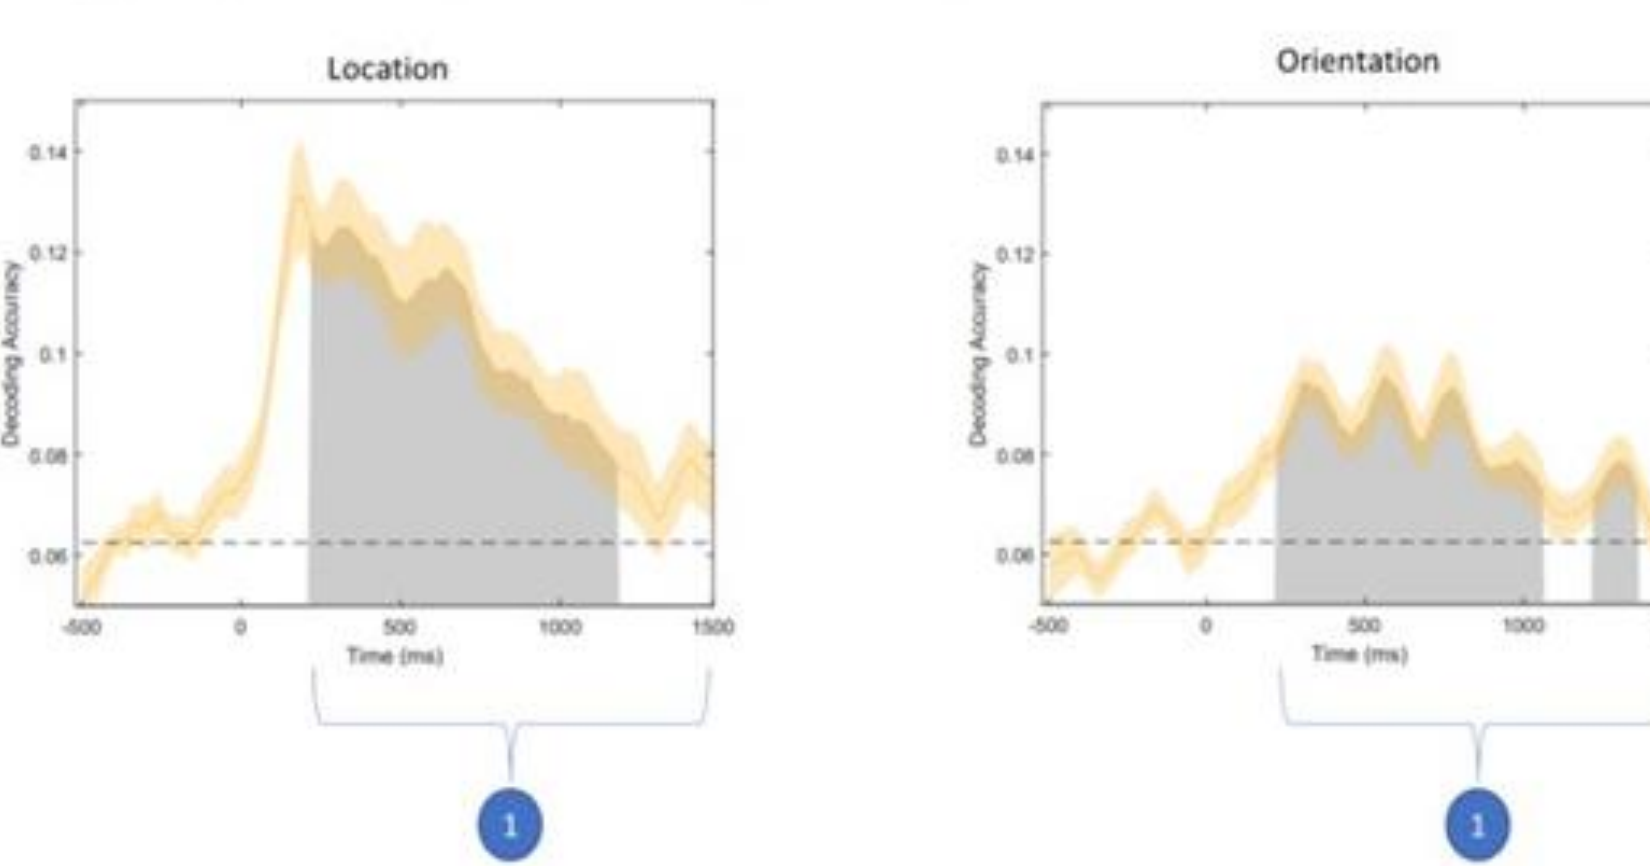 Location
0.14
0.12
0.1
0.08
0.06
Decoding Accuracy
-500 0 500 1000 1500
Time (ms)
1
Orientation
0.14
0.12
0.1
0.08
0.06
Decoding Accuracy
-500 0 500 1000
Time (ms)
1